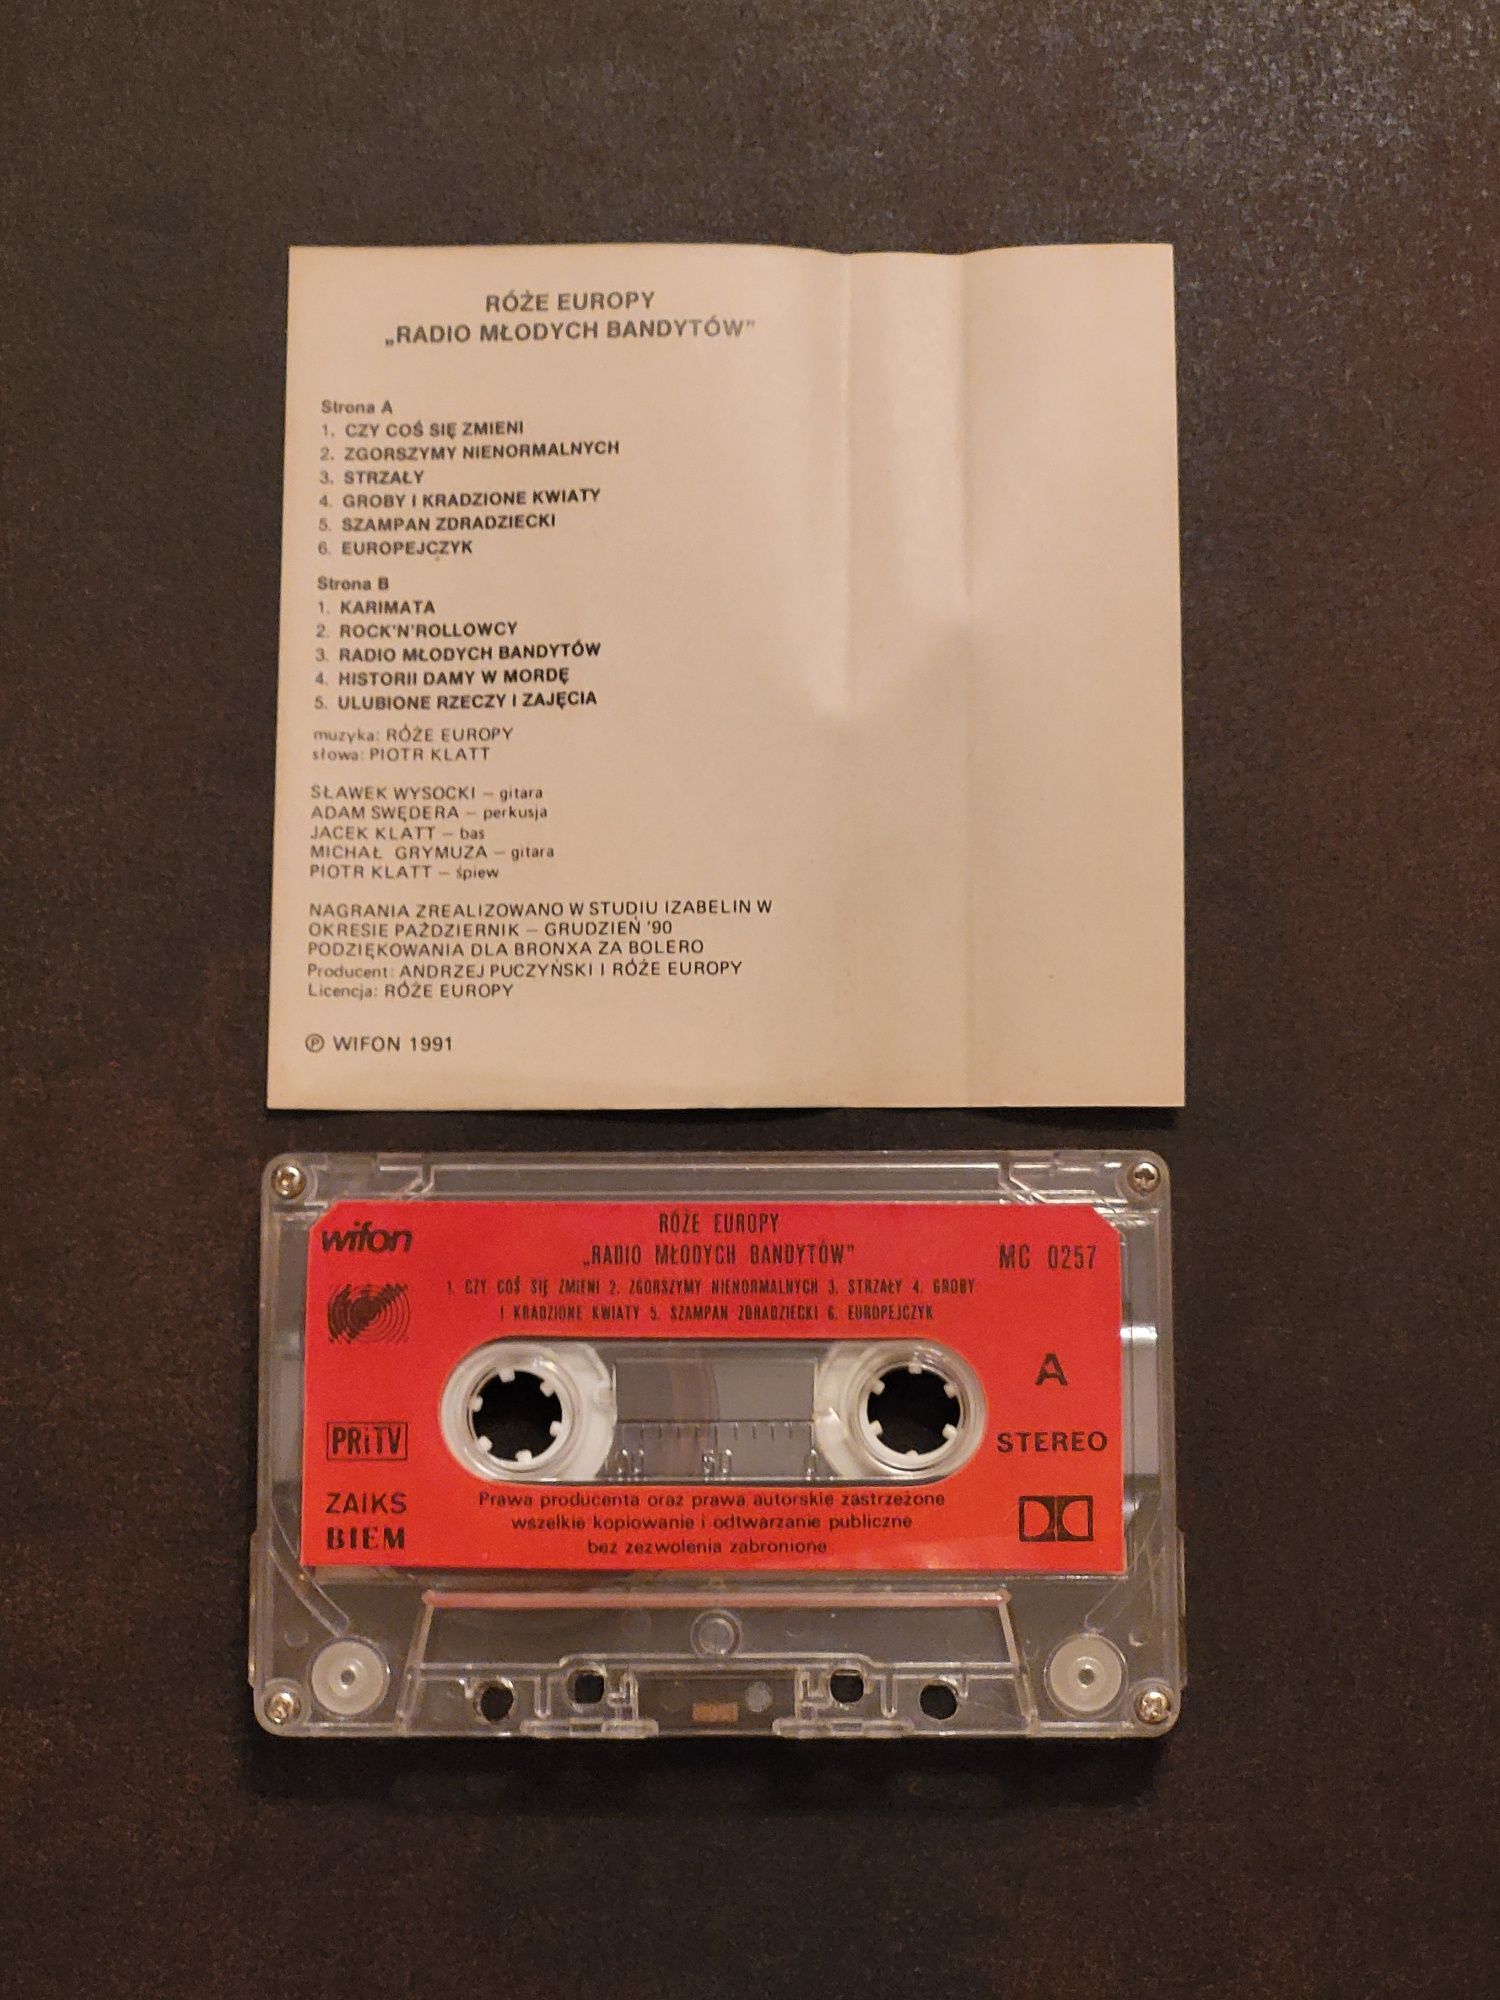 RÓŻE EUROPY
„RADIO MŁODYCH BANDYTÓW”
Strona A
1. CZY COŚ SIĘ ZMIENI
2. ZGORSZYMY NIENORMALNYCH
3. STRZAŁY
4. GROBY I KRADZIONE KWIATY
5. SZAMPAN ZDRADZIECKI
6. EUROPEJCZYK
Strona B
1. KARIMATA
2. ROCK'N'ROLLOWCY
3. RADIO MŁODYCH BANDYTÓW
4. HISTORII DAMY W MORDĘ
5. ULUBIONE RZECZY I ZAJĘCIA
muzyka: RÓŻE EUROPY
słowa: PIOTR KLATT
SŁAWEK WYSOCKI – gitara
ADAM SWĘDERA – perkusja
JACEK KLATT – bas
MICHAŁ GRYMUZA – gitara
PIOTR KLATT – śpiew
NAGRANIA ZREALIZOWANO W STUDIU IZABELIN W
OKRESIE PAŹDZIERNIK – GRUDZIEŃ '90
PODZIĘKOWANIA DLA BRONXA ZA BOLERO
Producent: ANDRZEJ PUCZYŃSKI I RÓŻE EUROPY
Licencja: RÓŻE EUROPY
℗ WIFON 1991
wifon
RÓŻE EUROPY
„RADIO MŁODYCH BANDYTÓW”
MC 0257
1. CZY COŚ SIĘ ZMIENI 2. ZGORSZYMY NIENORMALNYCH 3. STRZAŁY 4. GROBY
I KRADZIONE KWIATY 5. SZAMPAN ZDRADZIECKI 6. EUROPEJCZYK
A
PRiTV
STEREO
100 50 0
ZAIKS
BIEM
Prawa producenta oraz prawa autorskie zastrzeżone
wszelkie kopiowanie i odtwarzanie publiczne
bez zezwolenia zabronione